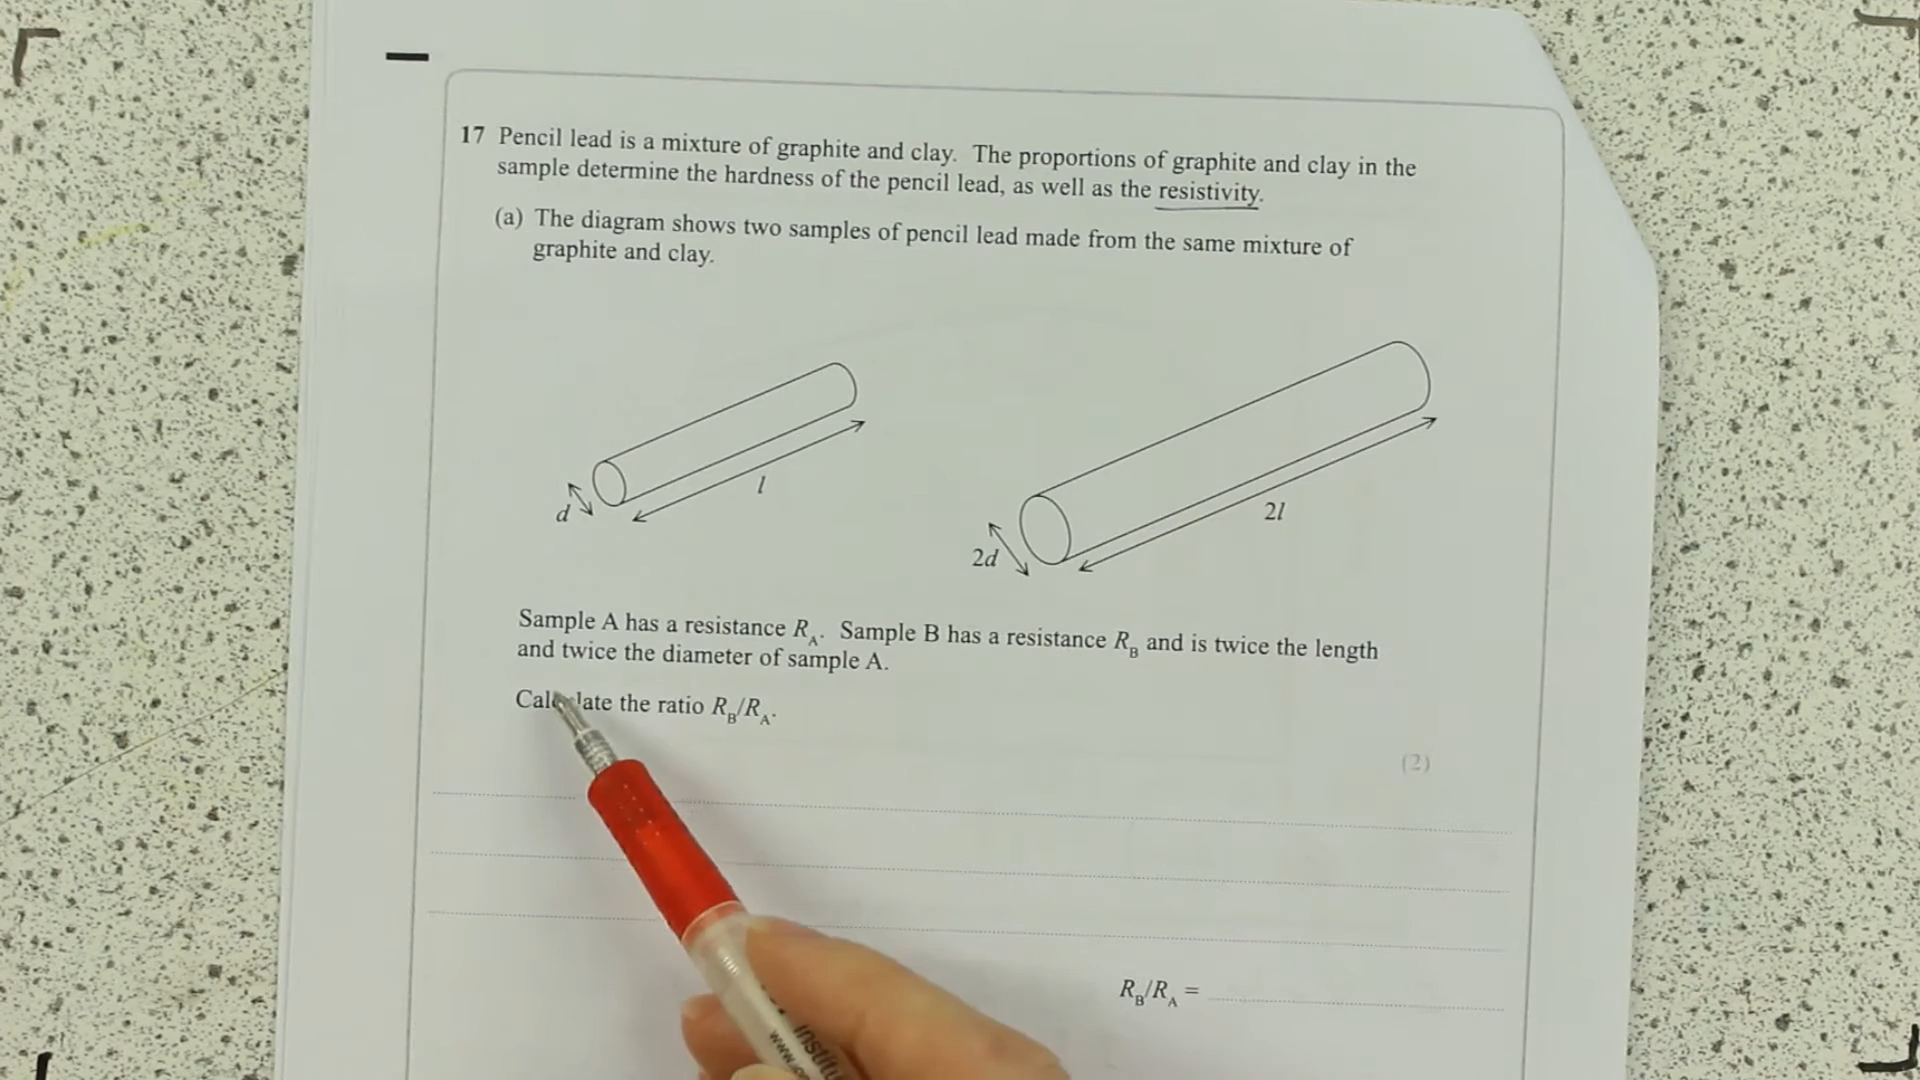 17 Pencil lead is a mixture of graphite and clay. The proportions of graphite and clay in the
sample determine the hardness of the pencil lead, as well as the resistivity.
(a) The diagram shows two samples of pencil lead made from the same mixture of
graphite and clay.
d
l
2d
2l
Sample A has a resistance R_A. Sample B has a resistance R_B and is twice the length
and twice the diameter of sample A.
Calculate the ratio R_B/R_A.
(2)
R_B/R_A =